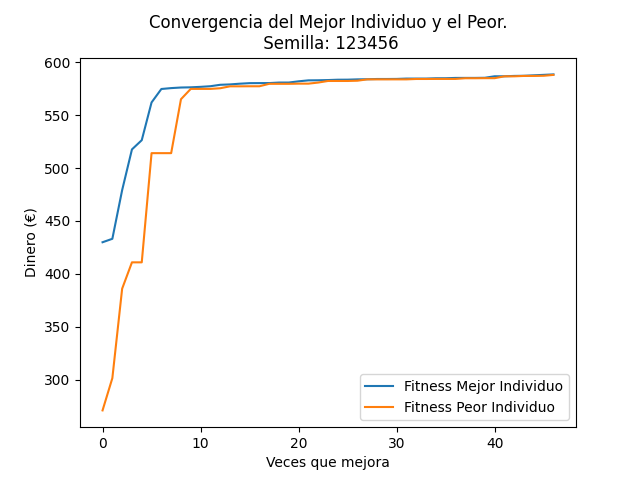 Convergencia del Mejor Individuo y el Peor.
Semilla: 123456
600
550
500
450
400
350
300
Dinero (€)
0
10
20
30
40
Veces que mejora
Fitness Mejor Individuo
Fitness Peor Individuo